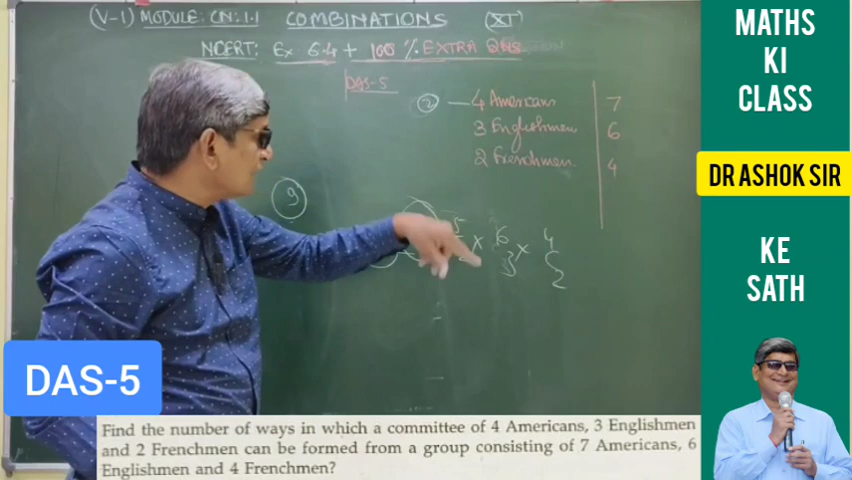 (V-1) MODULE: CN: 1.1 COMBINATIONS (XI)
NCERT: Ex 6.4 + 100 % EXTRA QNS.
DAS-5
② — 4 Americans 7
3 Englishmen 6
2 Frenchmen 4
9
5 × 6 × 4
3 2
DAS-5
Find the number of ways in which a committee of 4 Americans, 3 Englishmen
and 2 Frenchmen can be formed from a group consisting of 7 Americans, 6
Englishmen and 4 Frenchmen?
MATHS
KI
CLASS
DR ASHOK SIR
KE
SATH